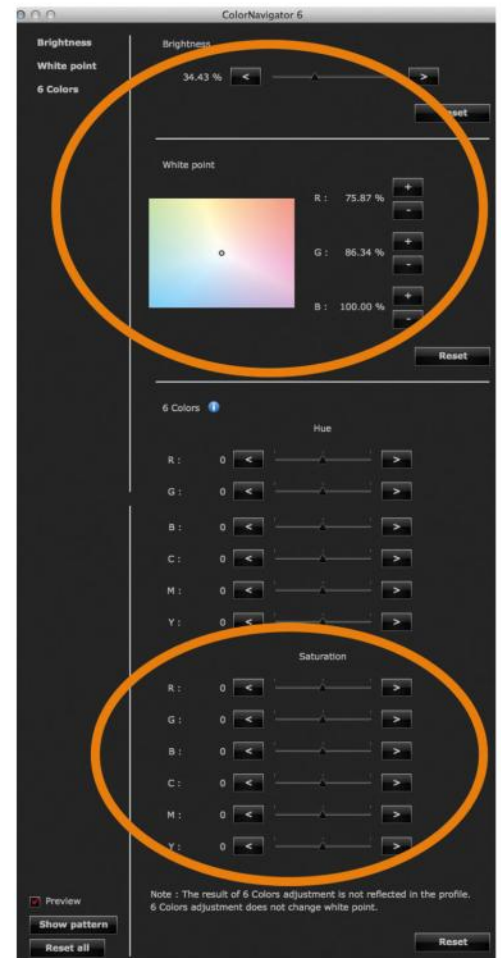 ColorNavigator 6
Brightness
White point
6 Colors
Brightness
34.43 % < >
Reset
White point
R : 75.87 % +
-
G : 86.34 % +
-
B : 100.00 % +
-
Reset
6 Colors i
Hue
R : 0 < >
G : 0 < >
B : 0 < >
C : 0 < >
M : 0 < >
Y : 0 < >
Saturation
R : 0 < >
G : 0 < >
B : 0 < >
C : 0 < >
M : 0 < >
Y : 0 < >
Note : The result of 6 Colors adjustment is not reflected in the profile.
6 Colors adjustment does not change white point.
Preview
Show pattern
Reset all
Reset